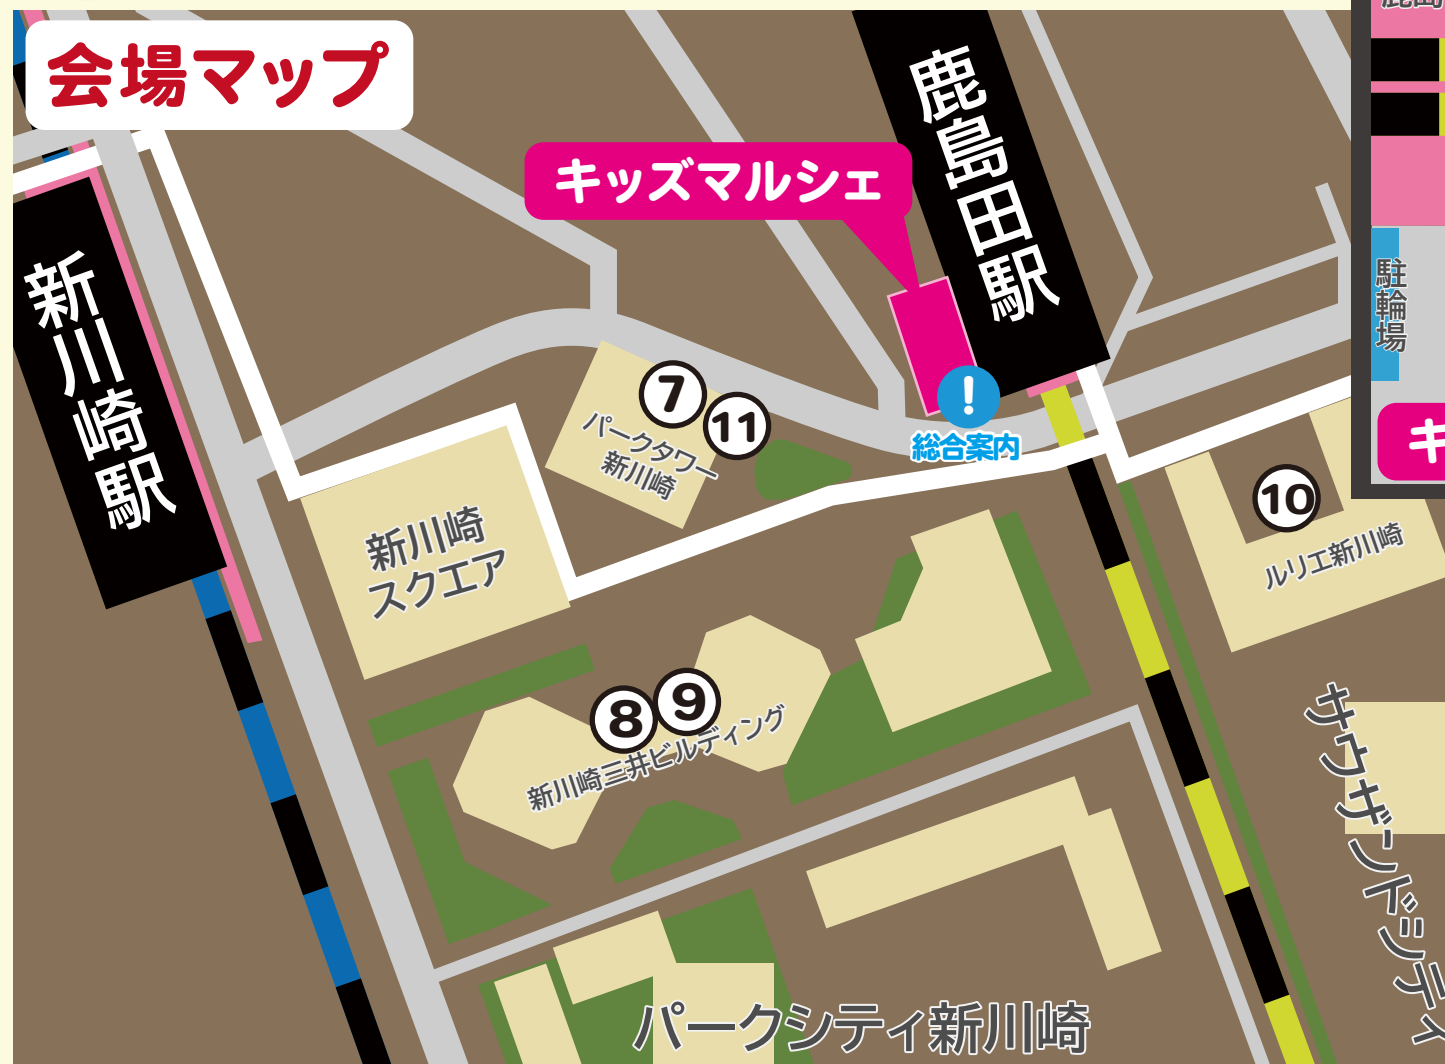 会場マップ
鹿島田駅
キッズマルシェ
新川崎駅
駐輪場
!
総合案内
7
11
パークタワー
新川崎
10
ルリエ新川崎
新川崎
スクエア
8
9
新川崎三井ビルディング
サウザンドシティ
パークシティ新川崎
キ